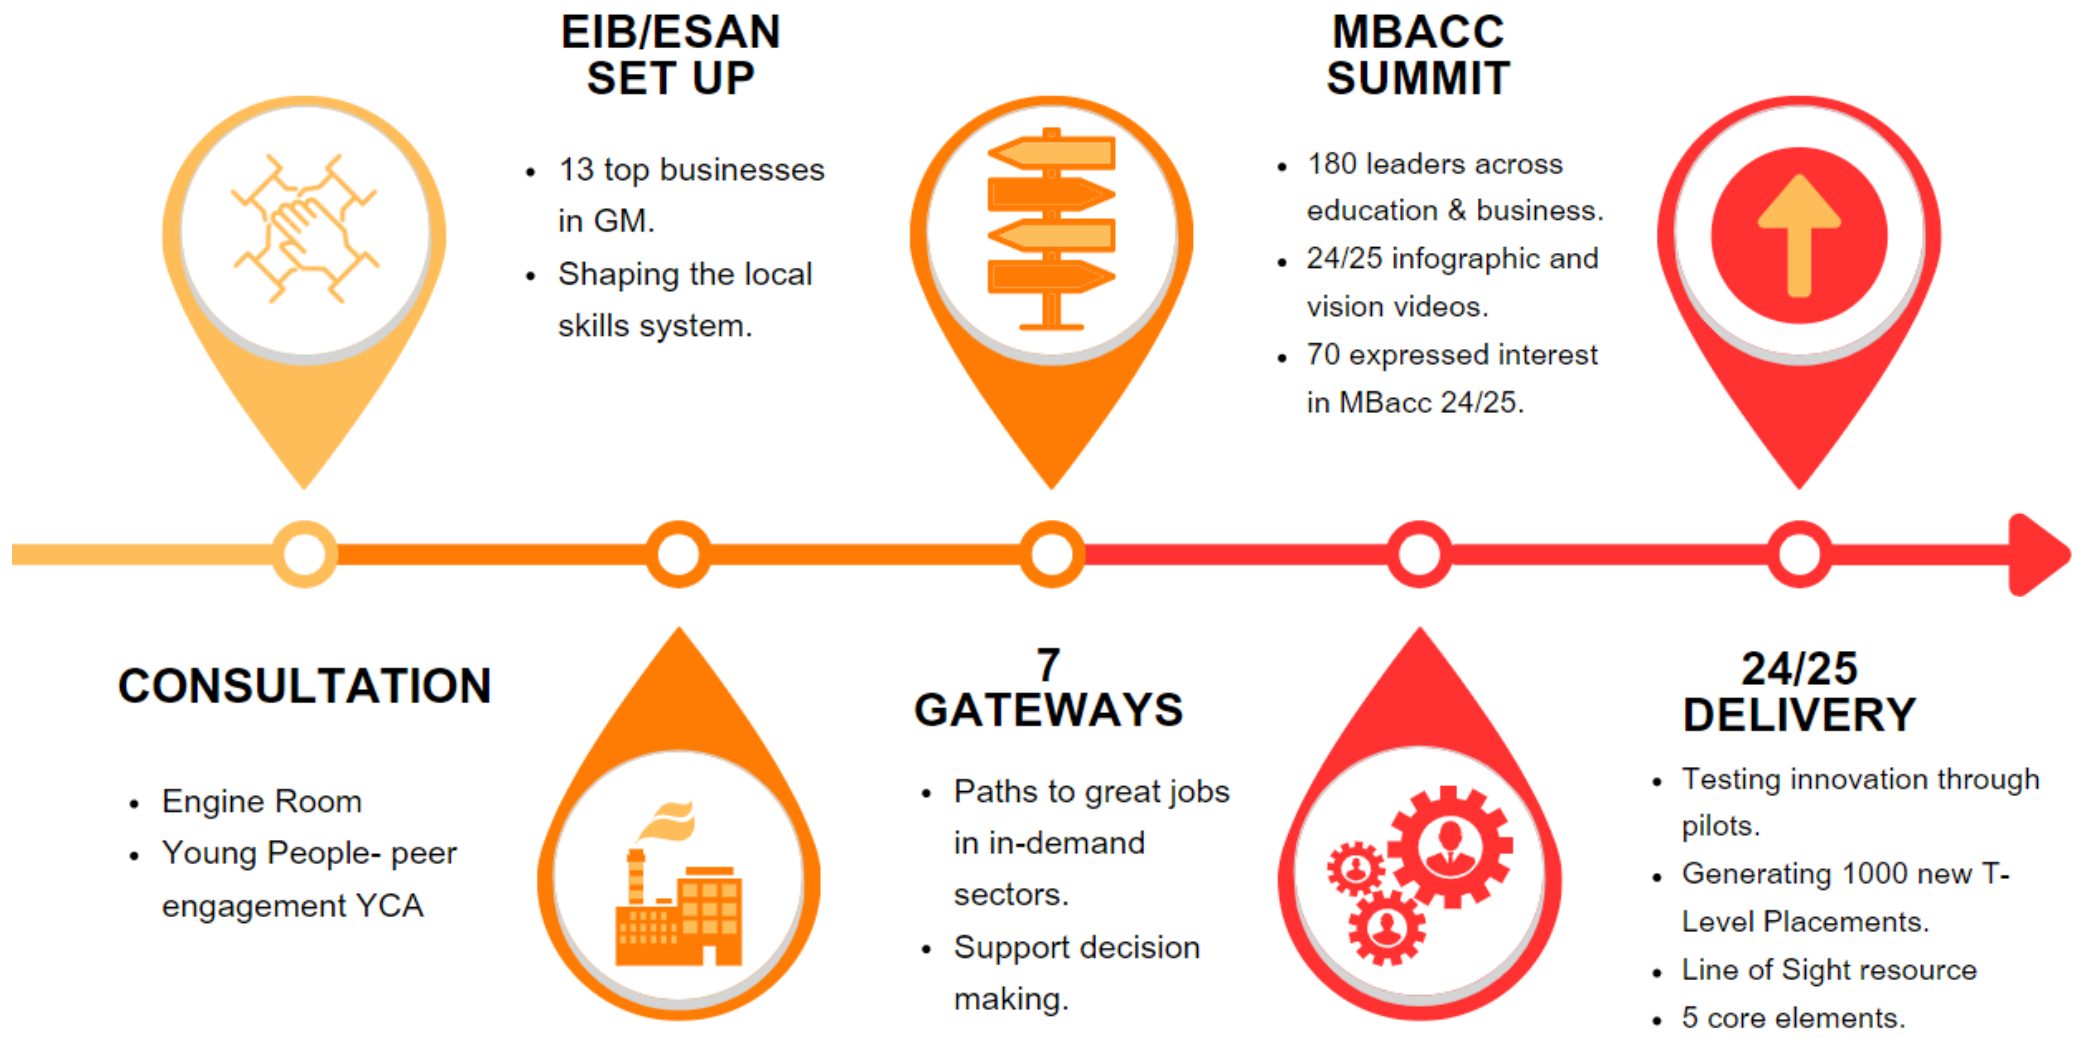 CONSULTATION
• Engine Room
• Young People- peer
engagement YCA
EIB/ESAN
SET UP
• 13 top businesses
in GM.
• Shaping the local
skills system.
7
GATEWAYS
• Paths to great jobs
in in-demand
sectors.
• Support decision
making.
MBACC
SUMMIT
• 180 leaders across
education & business.
• 24/25 infographic and
vision videos.
• 70 expressed interest
in MBacc 24/25.
24/25
DELIVERY
• Testing innovation through
pilots.
• Generating 1000 new T-
Level Placements.
• Line of Sight resource
• 5 core elements.